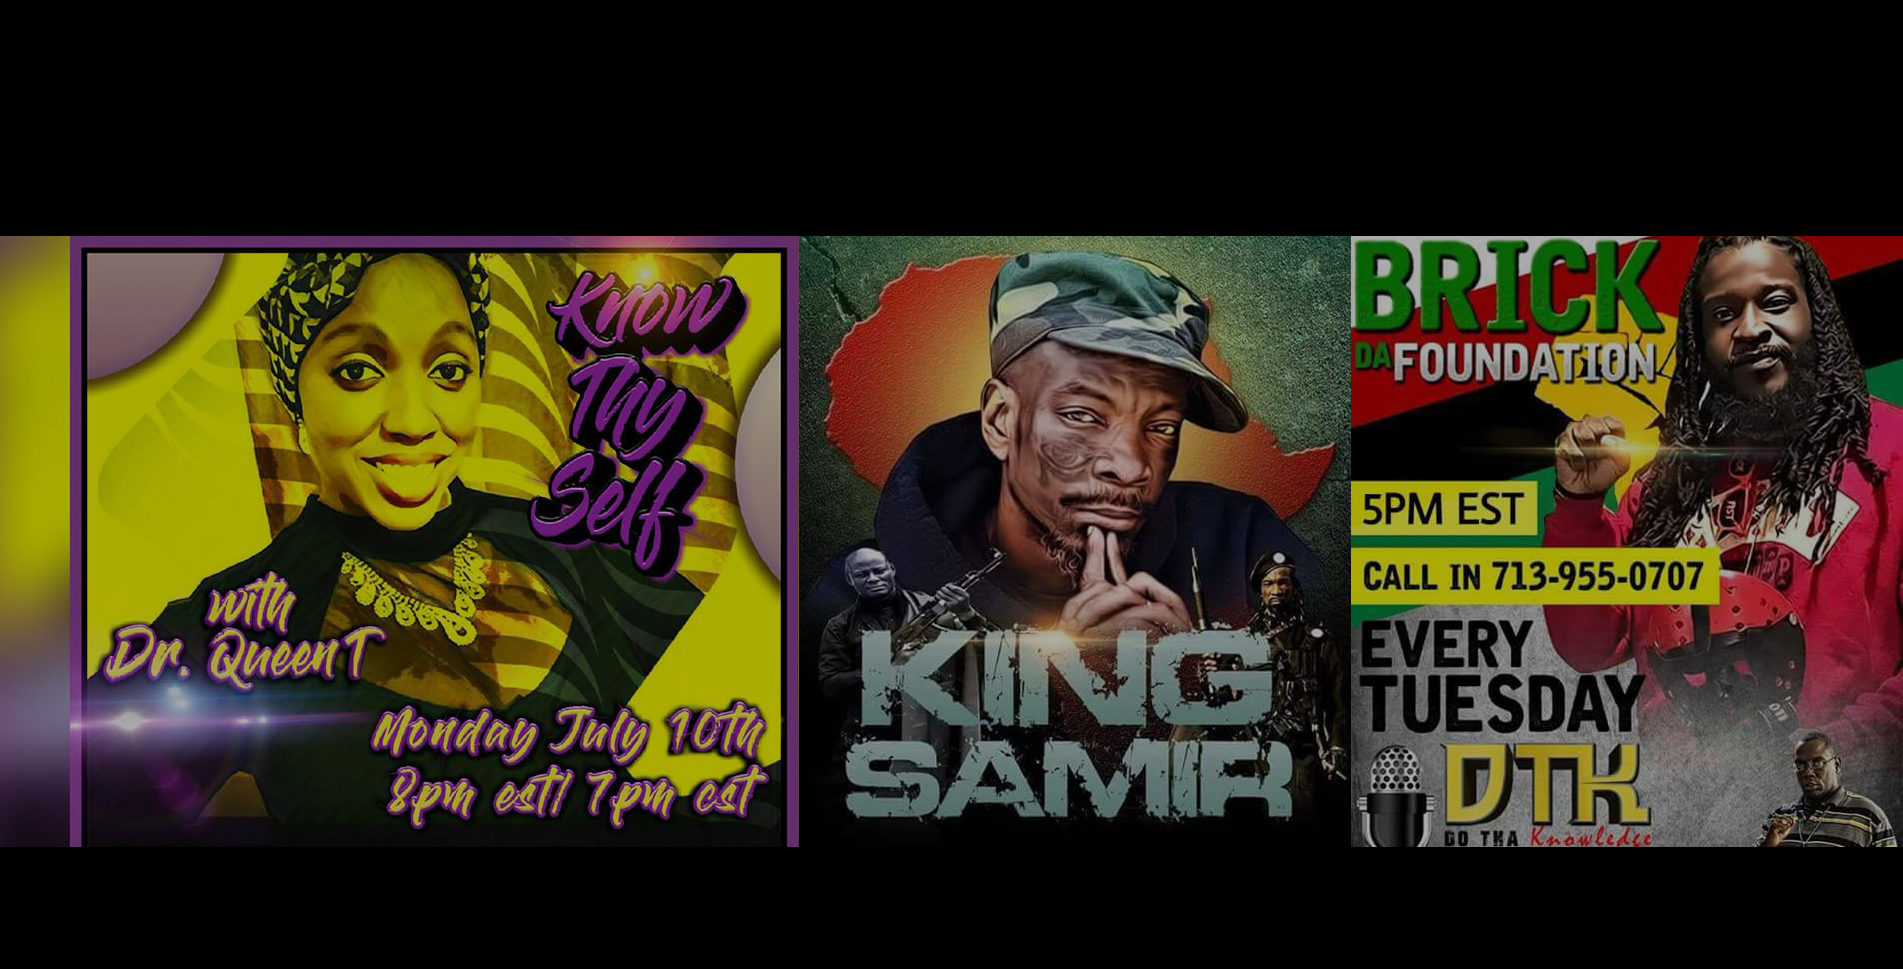 Know
Thy
Self
with
Dr. Queen T
Monday July 10th
8pm est/ 7pm cst
KING
SAMIR
BRICK
DA FOUNDATION
5PM EST
CALL IN 713-955-0707
EVERY
TUESDAY
DTK
DO THA Knowledge